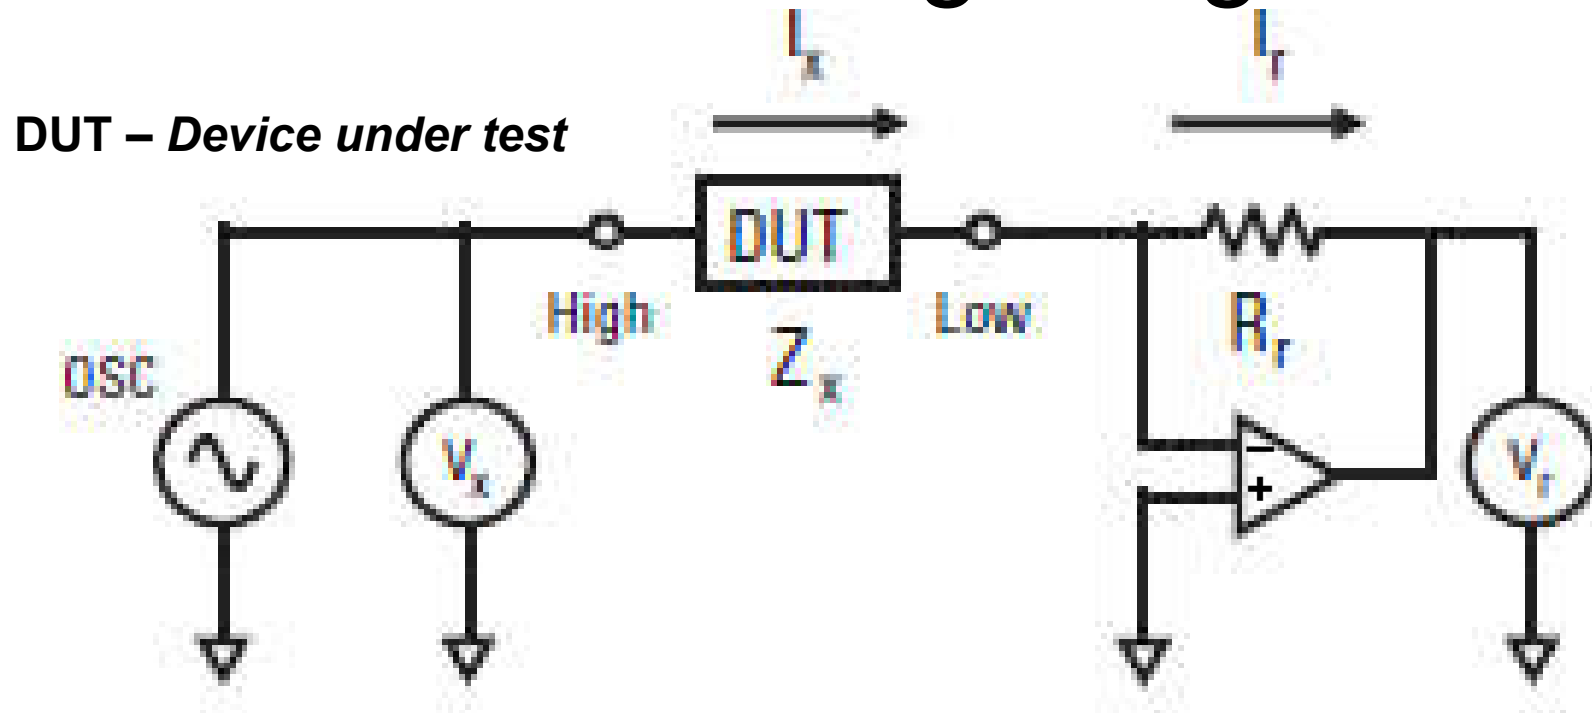 Ix
Ir
DUT – Device under test
DUT
High
Low
Zx
Rr
OSC
Vx
Vr
−
+